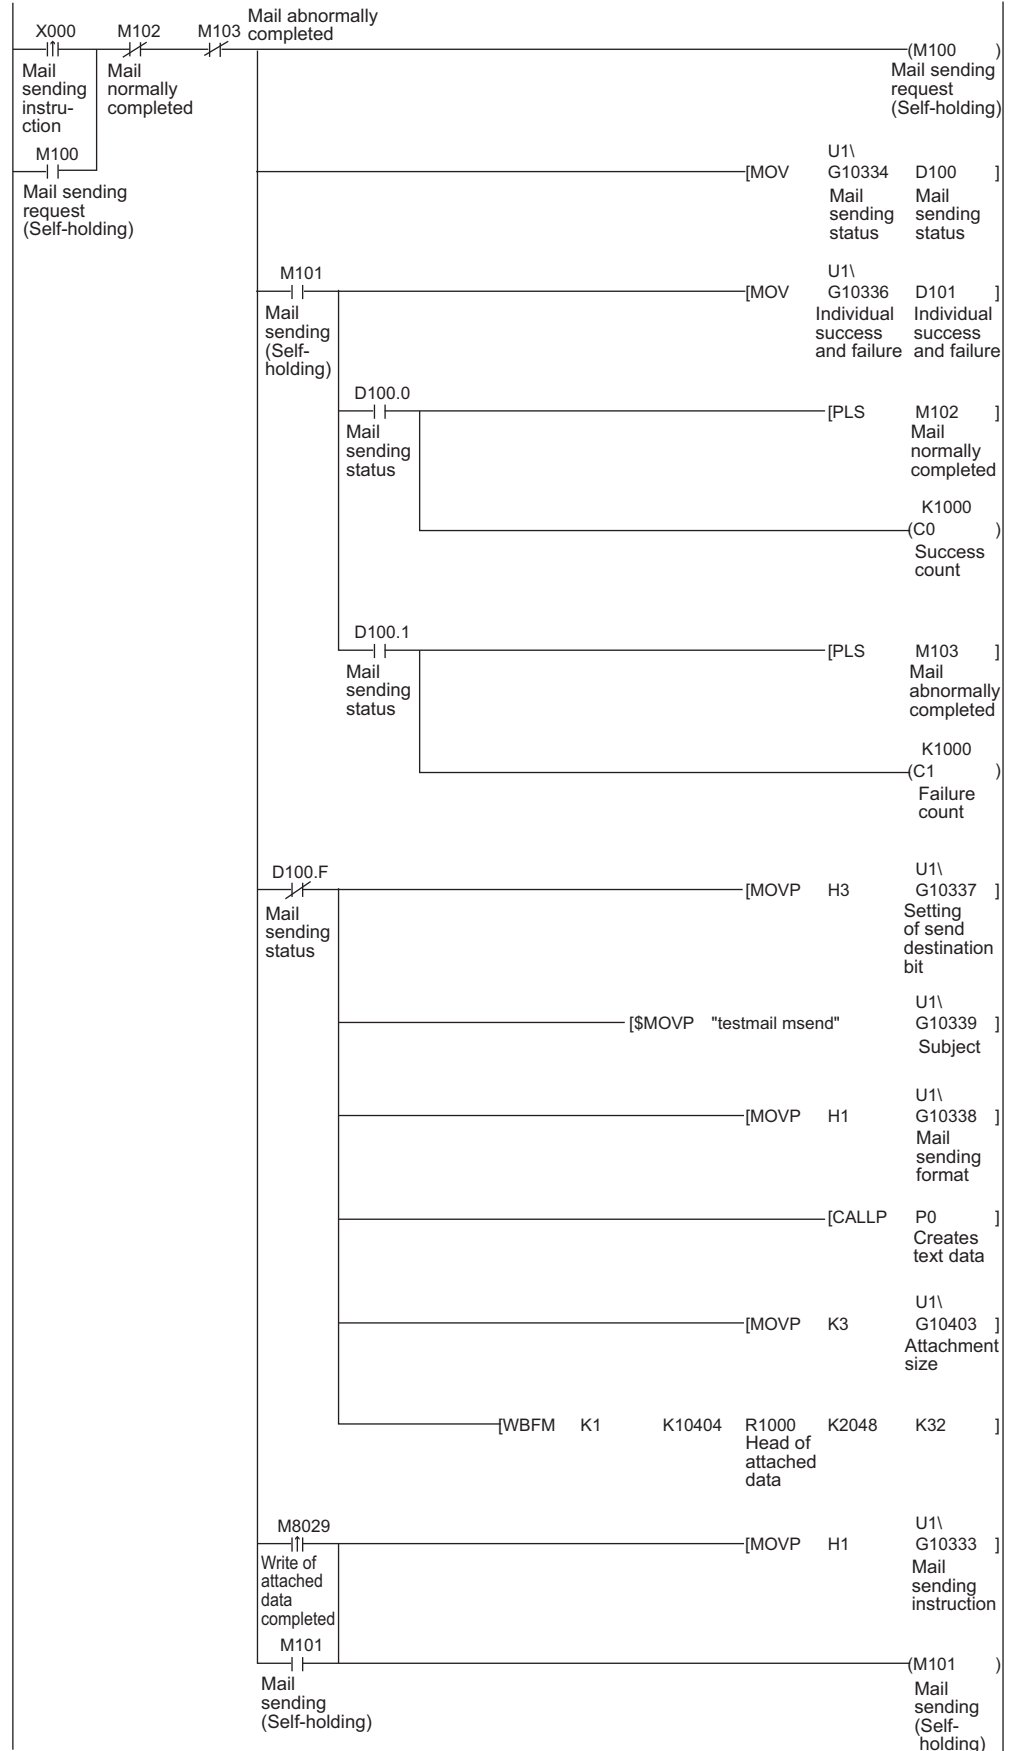 Mail abnormally
X000 M102 M103 completed
(M100 )
Mail
sending
instru-
ction
Mail
normally
completed
Mail sending
request
(Self-holding)
M100
Mail sending
request
(Self-holding)
U1\
[MOV G10334 D100 ]
Mail
sending
status
Mail
sending
status
M101
Mail
sending
(Self-
holding)
U1\
[MOV G10336 D101 ]
Individual
success
and failure
Individual
success
and failure
D100.0
Mail
sending
status
[PLS M102 ]
Mail
normally
completed
K1000
(C0 )
Success
count
D100.1
Mail
sending
status
[PLS M103 ]
Mail
abnormally
completed
K1000
(C1 )
Failure
count
D100.F
Mail
sending
status
U1\
[MOVP H3 G10337 ]
Setting
of send
destination
bit
U1\
[$MOVP "testmail msend" G10339 ]
Subject
U1\
[MOVP H1 G10338 ]
Mail
sending
format
[CALLP P0 ]
Creates
text data
U1\
[MOVP K3 G10403 ]
Attachment
size
[WBFM K1 K10404 R1000 K2048 K32 ]
Head of
attached
data
M8029
Write of
attached
data
completed
U1\
[MOVP H1 G10333 ]
Mail
sending
instruction
M101
Mail
sending
(Self-holding)
(M101 )
Mail
sending
(Self-
holding)